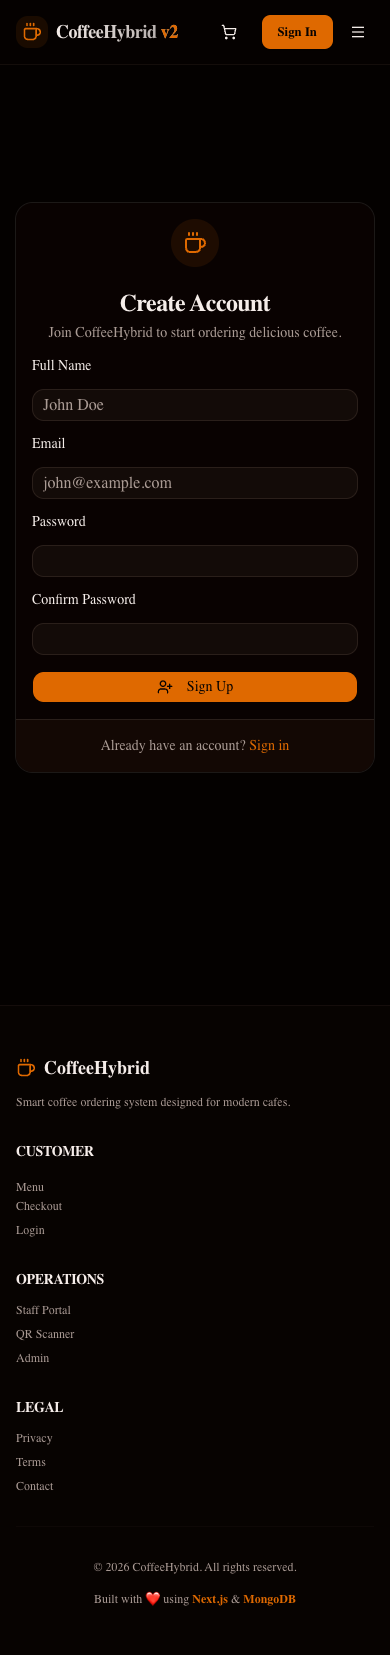 CoffeeHybrid v2
Sign In
Create Account
Join CoffeeHybrid to start ordering delicious coffee.
Full Name
John Doe
Email
john@example.com
Password
Confirm Password
Sign Up
Already have an account? Sign in
CoffeeHybrid
Smart coffee ordering system designed for modern cafes.
CUSTOMER
Menu
Checkout
Login
OPERATIONS
Staff Portal
QR Scanner
Admin
LEGAL
Privacy
Terms
Contact
© 2026 CoffeeHybrid. All rights reserved.
Built with ❤️ using Next.js & MongoDB